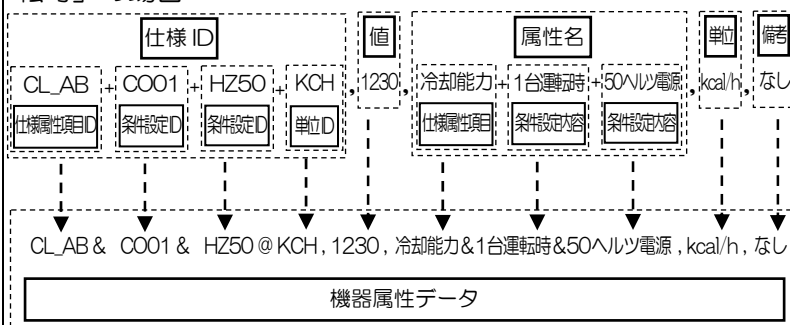 仕様 ID 値 属性名 単位 備考
CL_AB + CO01 + HZ50 + KCH , 1230 , 冷却能力 + 1台運転時 + 50ヘルツ電源 , kcal/h , なし
仕様属性項目ID 条件設定ID 条件設定ID 単位ID 仕様属性項目 条件設定内容 条件設定内容
CL_AB & CO01 & HZ50 @ KCH , 1230 , 冷却能力&1台運転時&50ヘルツ電源 , kcal/h , なし
機器属性データ